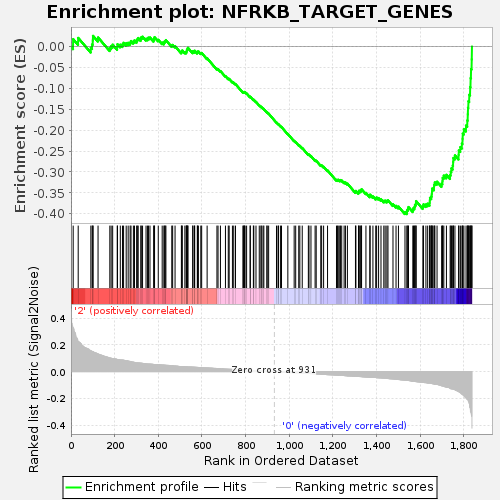 Enrichment plot: NFRKB_TARGET_GENES
Enrichment score (ES)
0.00
-0.05
-0.10
-0.15
-0.20
-0.25
-0.30
-0.35
-0.40
'2' (positively correlated)
Ranked list metric (Signal2Noise)
0.4
0.2
0.0
-0.2
-0.4
Zero cross at 931
'0' (negatively correlated)
0
200
400
600
800
1,000
1,200
1,400
1,600
1,800
Rank in Ordered Dataset
Enrichment profile
Hits
Ranking metric scores